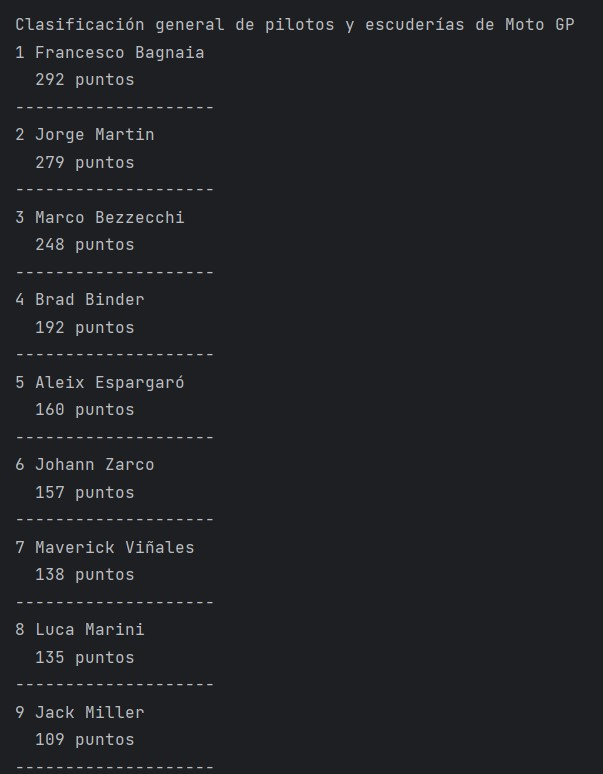 Clasificación general de pilotos y escuderías de Moto GP
1 Francesco Bagnaia
  292 puntos
--------------------
2 Jorge Martin
  279 puntos
--------------------
3 Marco Bezzecchi
  248 puntos
--------------------
4 Brad Binder
  192 puntos
--------------------
5 Aleix Espargaró
  160 puntos
--------------------
6 Johann Zarco
  157 puntos
--------------------
7 Maverick Viñales
  138 puntos
--------------------
8 Luca Marini
  135 puntos
--------------------
9 Jack Miller
  109 puntos
--------------------